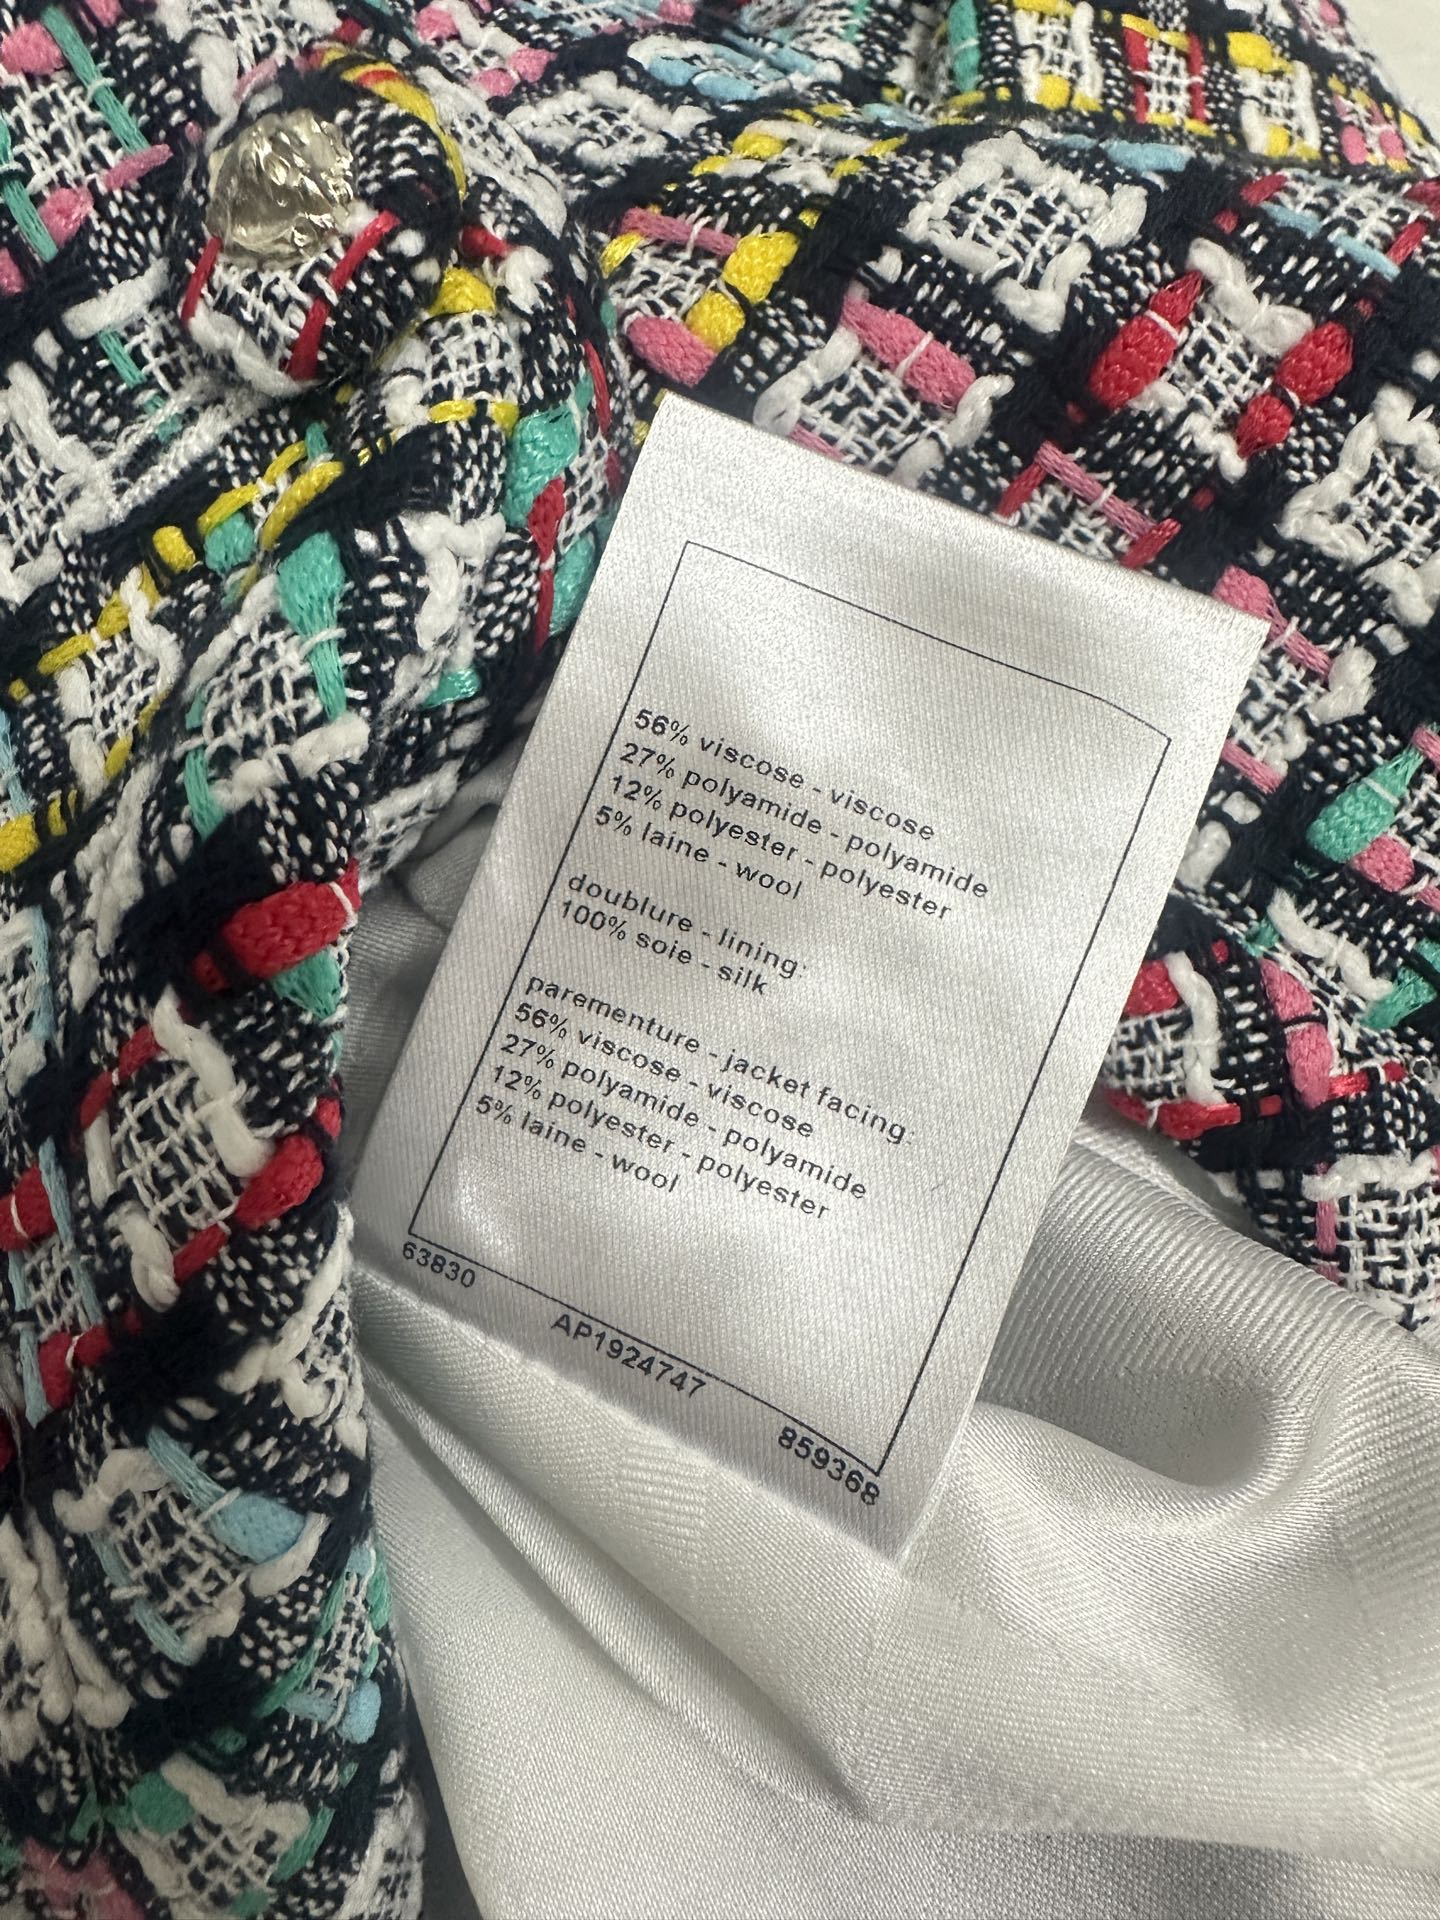 56% viscose - viscose
27% polyamide - polyamide
12% polyester - polyester
5% laine - wool
doublure - lining:
100% soie - silk
parementure - jacket facing:
56% viscose - viscose
27% polyamide - polyamide
12% polyester - polyester
5% laine - wool
63830
AP1924747
859368